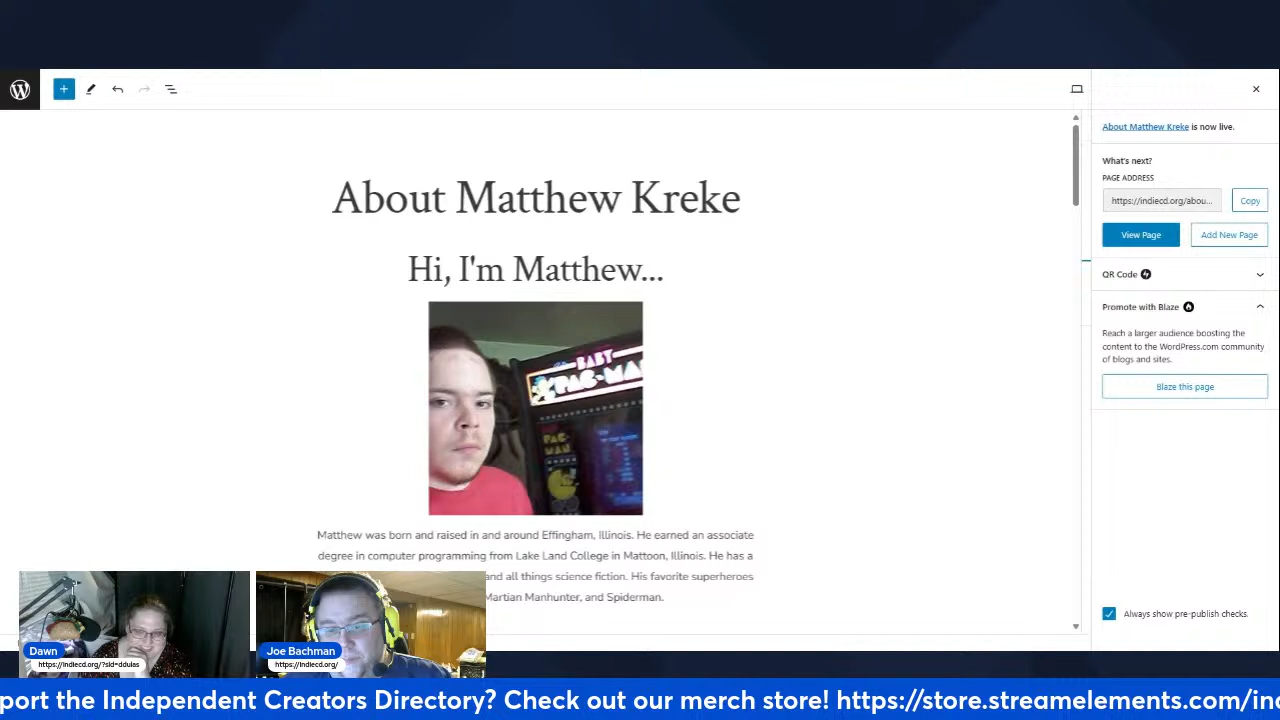 About Matthew Kreke is now live.
What's next?
PAGE ADDRESS
https://indiecd.org/abou...
Copy
View Page
Add New Page
QR Code
Promote with Blaze
Reach a larger audience boosting the
content to the WordPress.com community
of blogs and sites.
Blaze this page
Always show pre-publish checks.
About Matthew Kreke
Hi, I'm Matthew...
BABY
PAC-MA
PAC-
MAN
Matthew was born and raised in and around Effingham, Illinois. He earned an associate
degree in computer programming from Lake Land College in Mattoon, Illinois. He has a
and all things science fiction. His favorite superheroes
Martian Manhunter, and Spiderman.
Dawn
https://indiecd.org/?sld=ddulas
Joe Bachman
https://indiecd.org/
port the Independent Creators Directory? Check out our merch store! https://store.streamelements.com/in